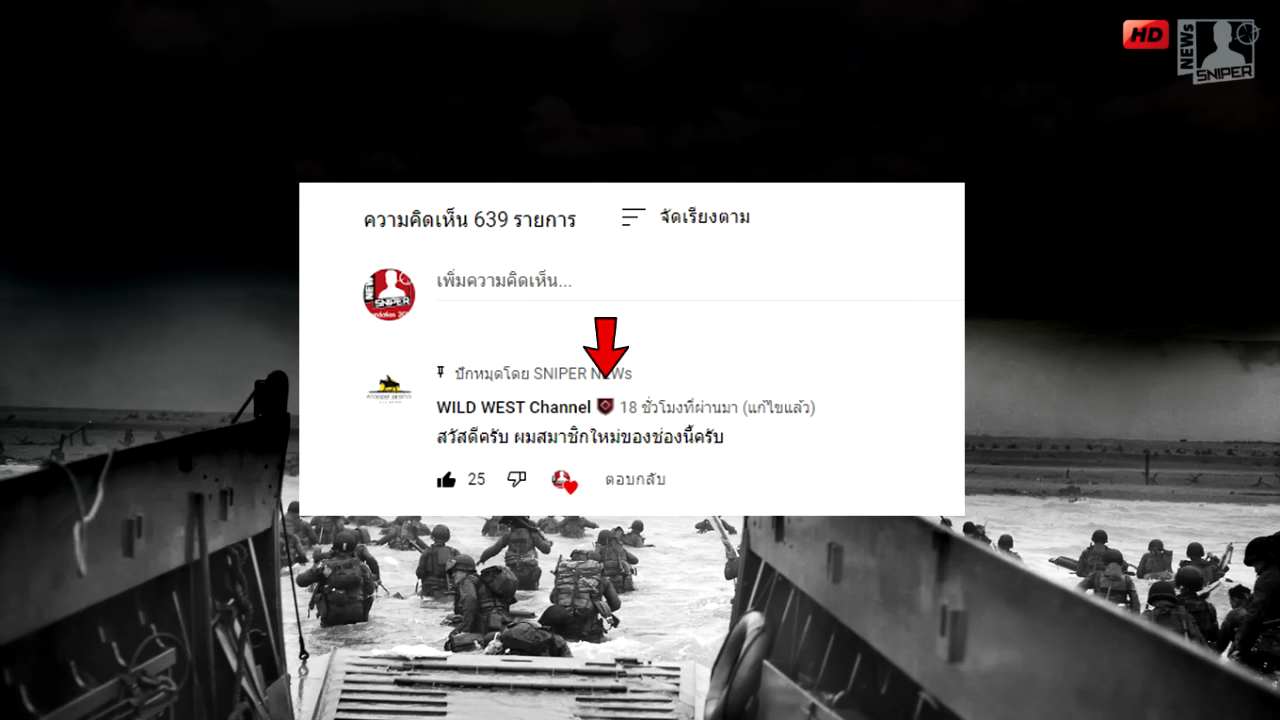 HD
NEWs
SNIPER
ความคิดเห็น 639 รายการ
จัดเรียงตาม
NEW
SNIPER
เพิ่มความคิดเห็น...
ปักหมุดโดย SNIPER NEWs
WILD WEST Channel 18 ชั่วโมงที่ผ่านมา (แก้ไขแล้ว)
สวัสดีครับ ผมสมาชิกใหม่ของช่องนี้ครับ
25
ตอบกลับ